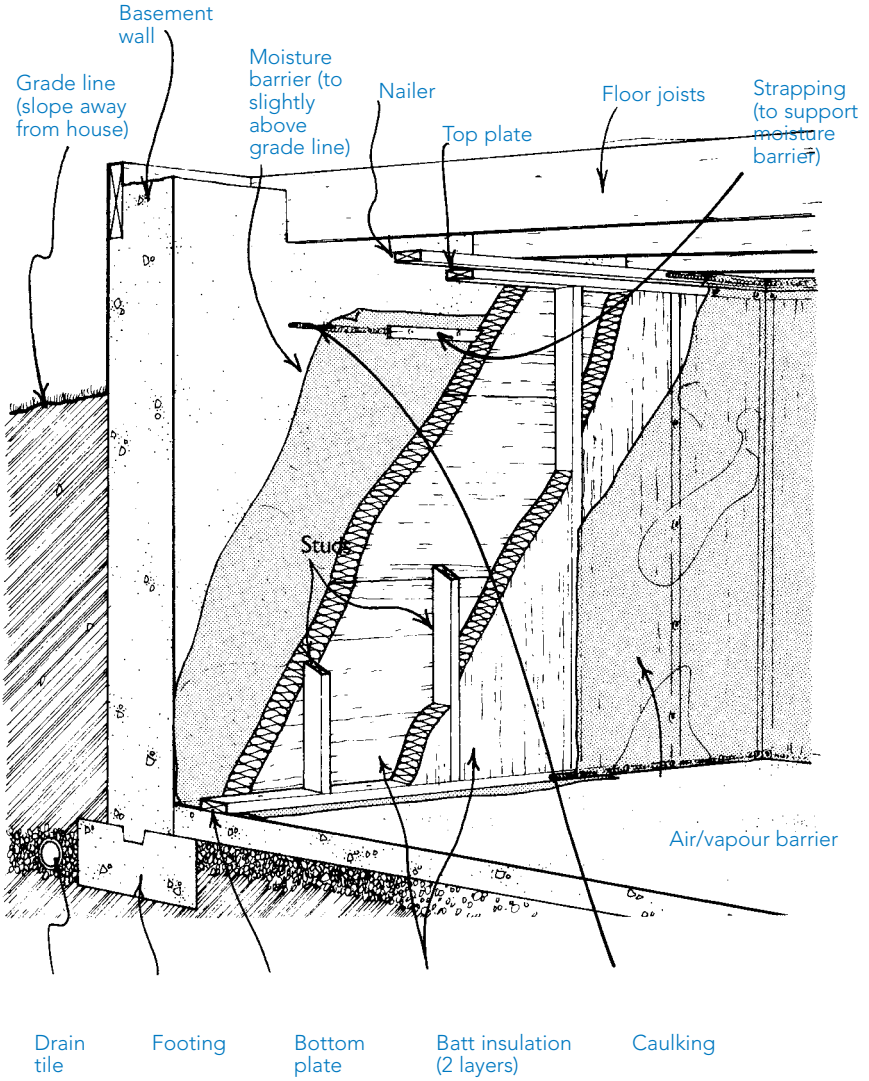 Basement
wall
Moisture
barrier (to
slightly
above
grade line)
Grade line
(slope away
from house)
Nailer
Top plate
Floor joists
Strapping
(to support
moisture
barrier)
Studs
Air/vapour barrier
Drain
tile
Footing
Bottom
plate
Batt insulation
(2 layers)
Caulking